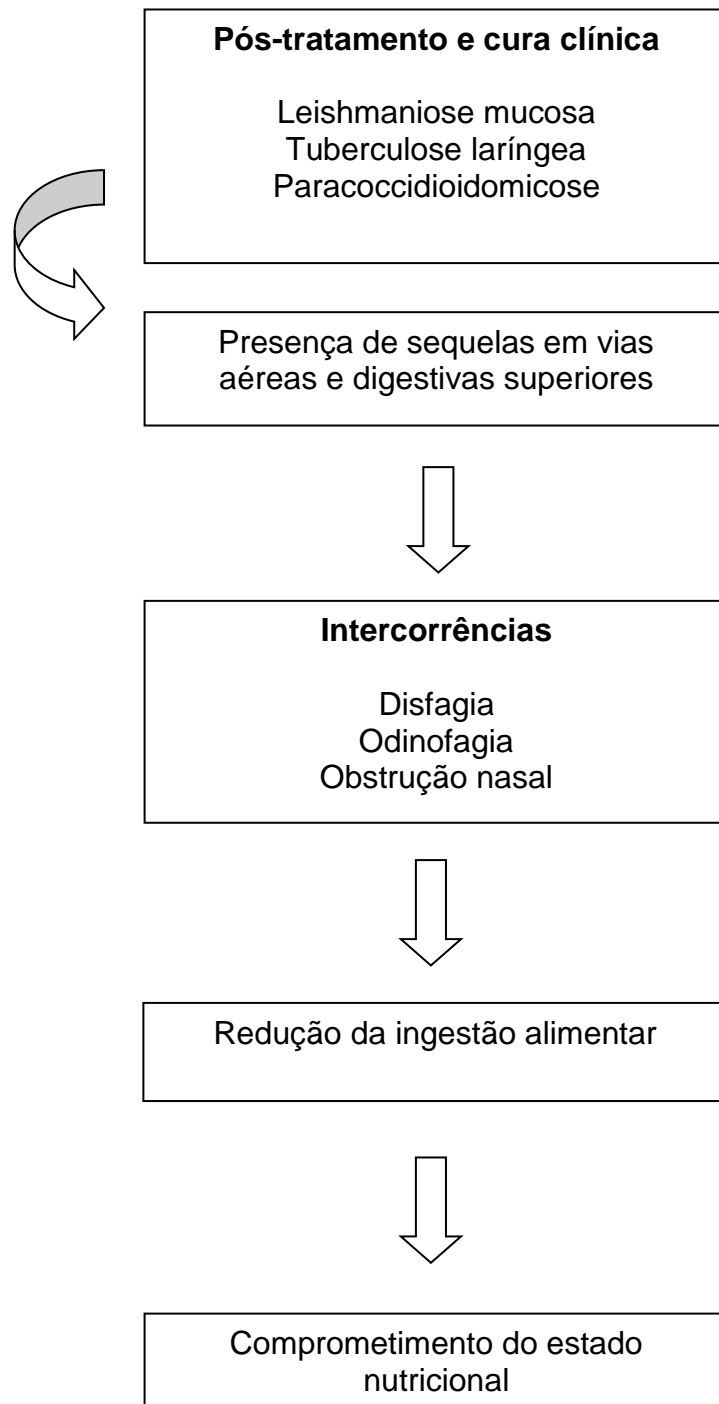 Pós-tratamento e cura clínica
Leishmaniose mucosa
Tuberculose laríngea
Paracoccidioidomicose
Presença de sequelas em vias
aéreas e digestivas superiores
Intercorrências
Disfagia
Odinofagia
Obstrução nasal
Redução da ingestão alimentar
Comprometimento do estado
nutricional